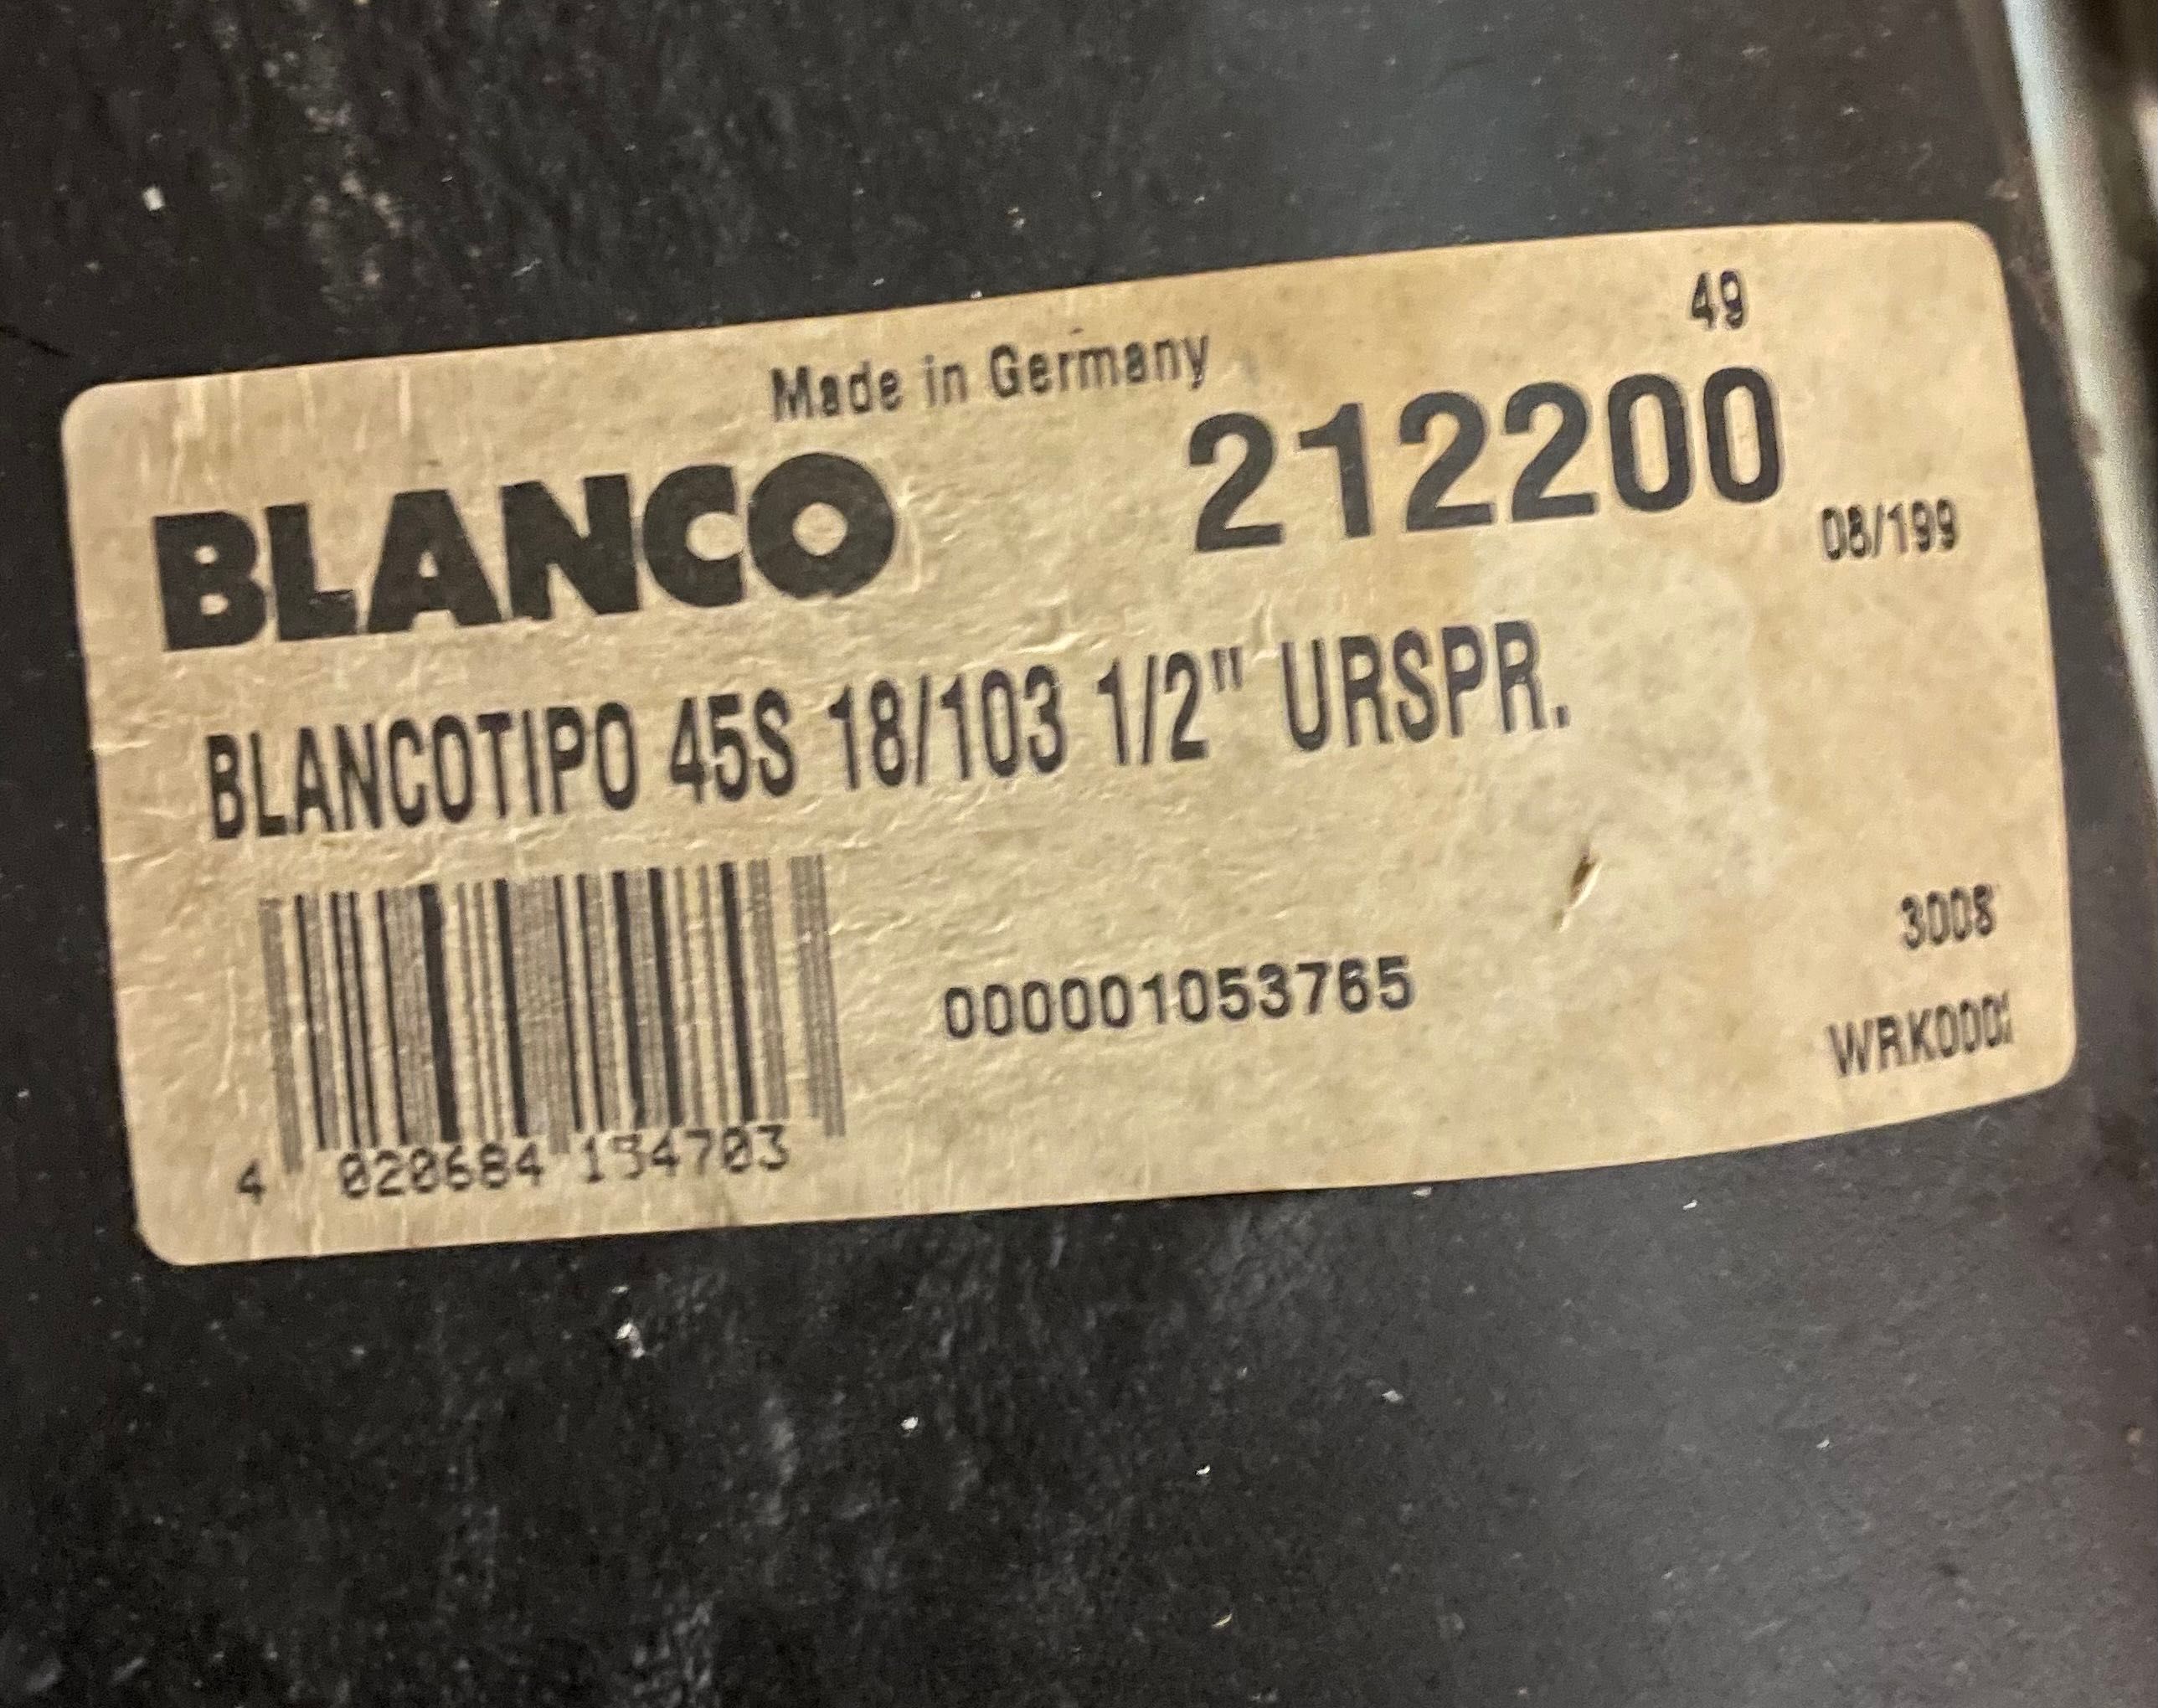 49
Made in Germany
BLANCO 212200
08/199
BLANCOTIPO 45S 18/103 1/2" URSPR.
3008
000001053765
4 020684 154703